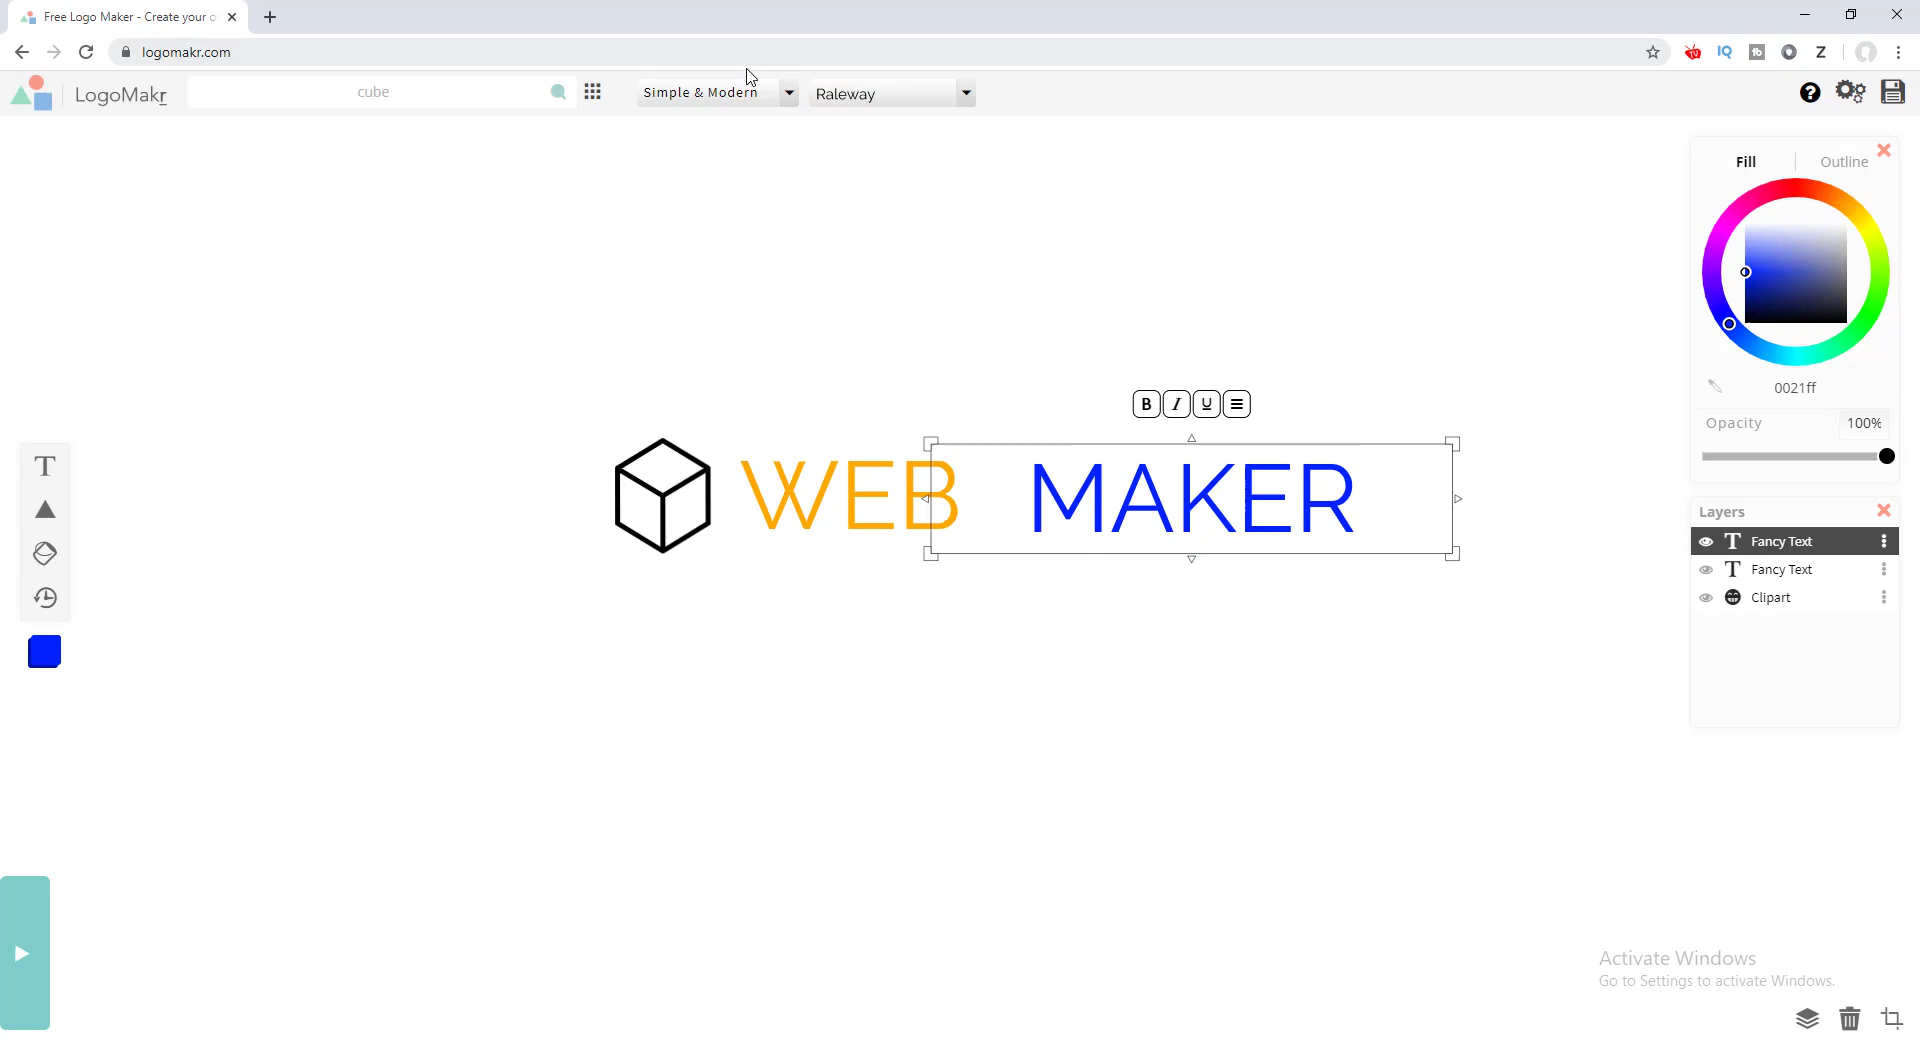 Free Logo Maker - Create your o
logomakr.com
LogoMakr
cube
Simple & Modern
Raleway
Fill
Outline
0021ff
Opacity
100%
B I U
WEB MAKER
T
Layers
T Fancy Text
T Fancy Text
Clipart
Activate Windows
Go to Settings to activate Windows.